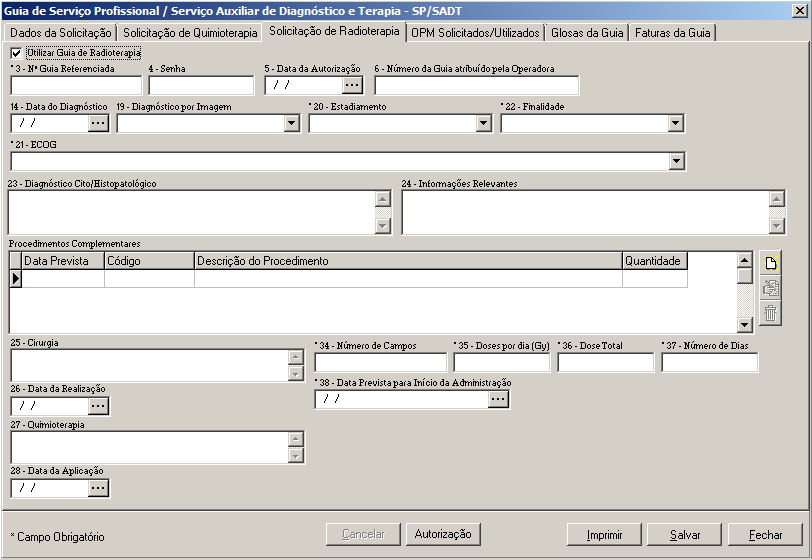 Guia de Serviço Profissional / Serviço Auxiliar de Diagnóstico e Terapia - SP/SADT
Dados da Solicitação Solicitação de Quimioterapia Solicitação de Radioterapia OPM Solicitados/Utilizados Glosas da Guia Faturas da Guia
Utilizar Guia de Radioterapia
* 3 - Nº Guia Referenciada 4 - Senha 5 - Data da Autorização 6 - Número da Guia atribuído pela Operadora
/ / ...
14 - Data do Diagnóstico 19 - Diagnóstico por Imagem * 20 - Estadiamento * 22 - Finalidade
/ / ...
* 21 - ECOG
23 - Diagnóstico Cito/Histopatológico 24 - Informações Relevantes
Procedimentos Complementares
Data Prevista Código Descrição do Procedimento Quantidade
25 - Cirurgia * 34 - Número de Campos * 35 - Doses por dia (Gy) * 36 - Dose Total * 37 - Número de Dias
26 - Data da Realização * 38 - Data Prevista para Início da Administração
/ / ... / / ...
27 - Quimioterapia
28 - Data da Aplicação
/ / ...
* Campo Obrigatório Cancelar Autorização Imprimir Salvar Fechar